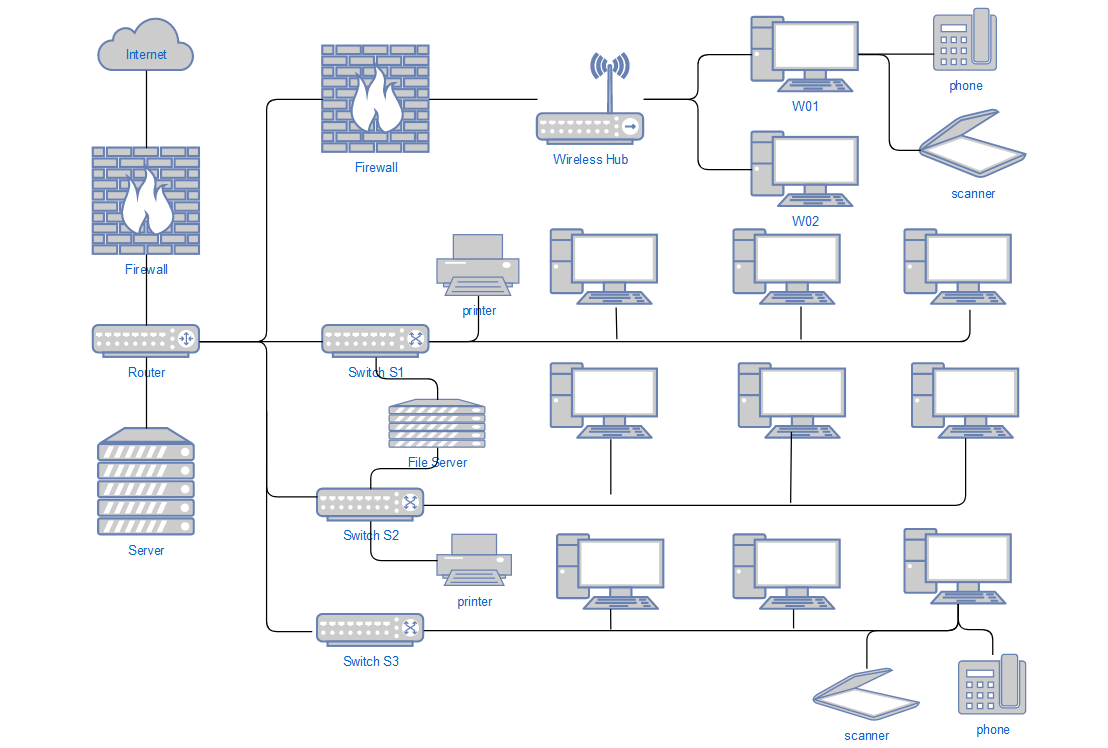 Internet
phone
W01
Wireless Hub
Firewall
scanner
W02
Firewall
printer
Router
Switch S1
File Server
Switch S2
Server
printer
Switch S3
phone
scanner